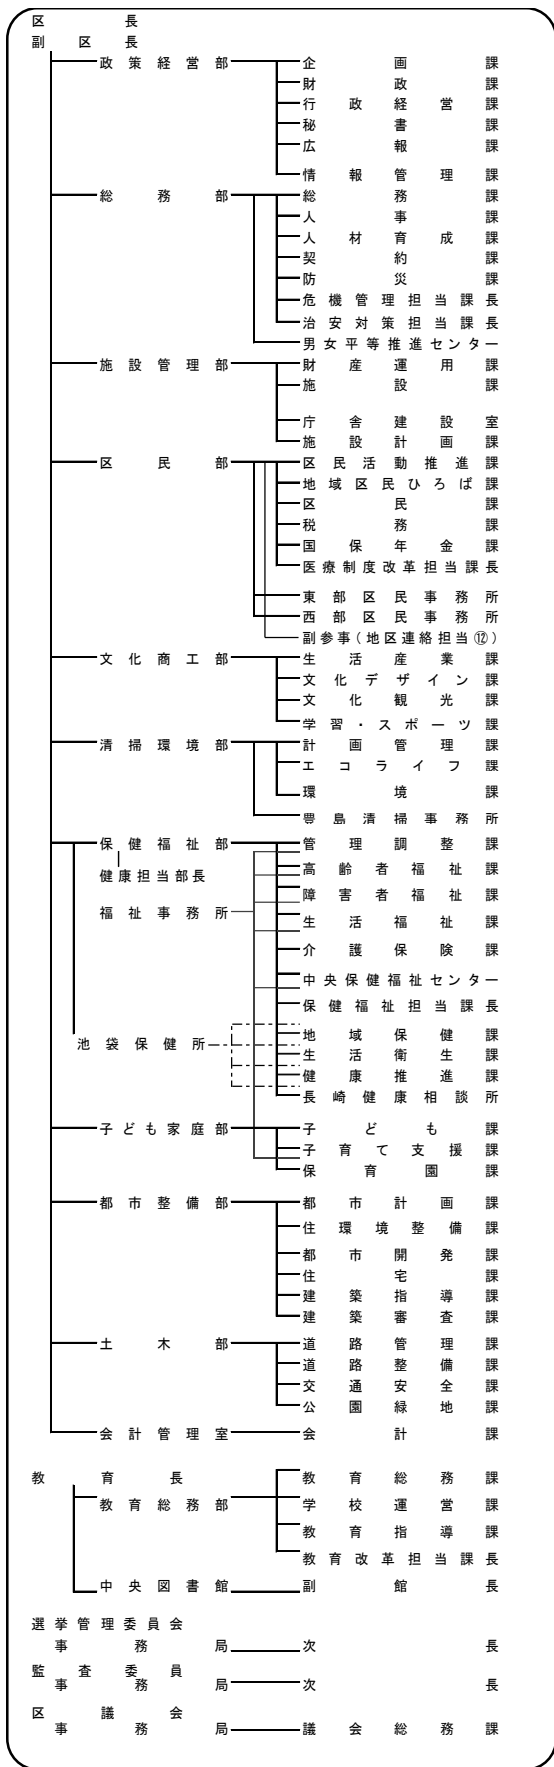 区長
副区長
政策経営部 企画課
財政課
行政経営課
秘書課
広報課
情報管理課
総務部 総務課
人事課
人材育成課
契約課
防災課
危機管理担当課長
治安対策担当課長
男女平等推進センター
施設管理部 財産運用課
施設課
庁舎建設室
施設計画課
区民部 区民活動推進課
地域区民ひろば課
区民課
税務課
国保年金課
医療制度改革担当課長
東部区民事務所
西部区民事務所
副参事(地区連絡担当⑫)
文化商工部 生活産業課
文化デザイン課
文化観光課
学習・スポーツ課
清掃環境部 計画管理課
エコライフ課
環境課
豊島清掃事務所
保健福祉部 管理調整課
健康担当部長 高齢者福祉課
障害者福祉課
福祉事務所 生活福祉課
介護保険課
中央保健福祉センター
保健福祉担当課長
池袋保健所 地域保健課
生活衛生課
健康推進課
長崎健康相談所
子ども家庭部 子ども課
子育て支援課
保育園課
都市整備部 都市計画課
住環境整備課
都市開発課
住宅課
建築指導課
建築審査課
土木部 道路管理課
道路整備課
交通安全課
公園緑地課
会計管理室 会計課
教育長 教育総務課
教育総務部 学校運営課
教育指導課
教育改革担当課長
中央図書館 副館長
選挙管理委員会
事務局 次長
監査委員
事務局 次長
区議会
事務局 議会総務課